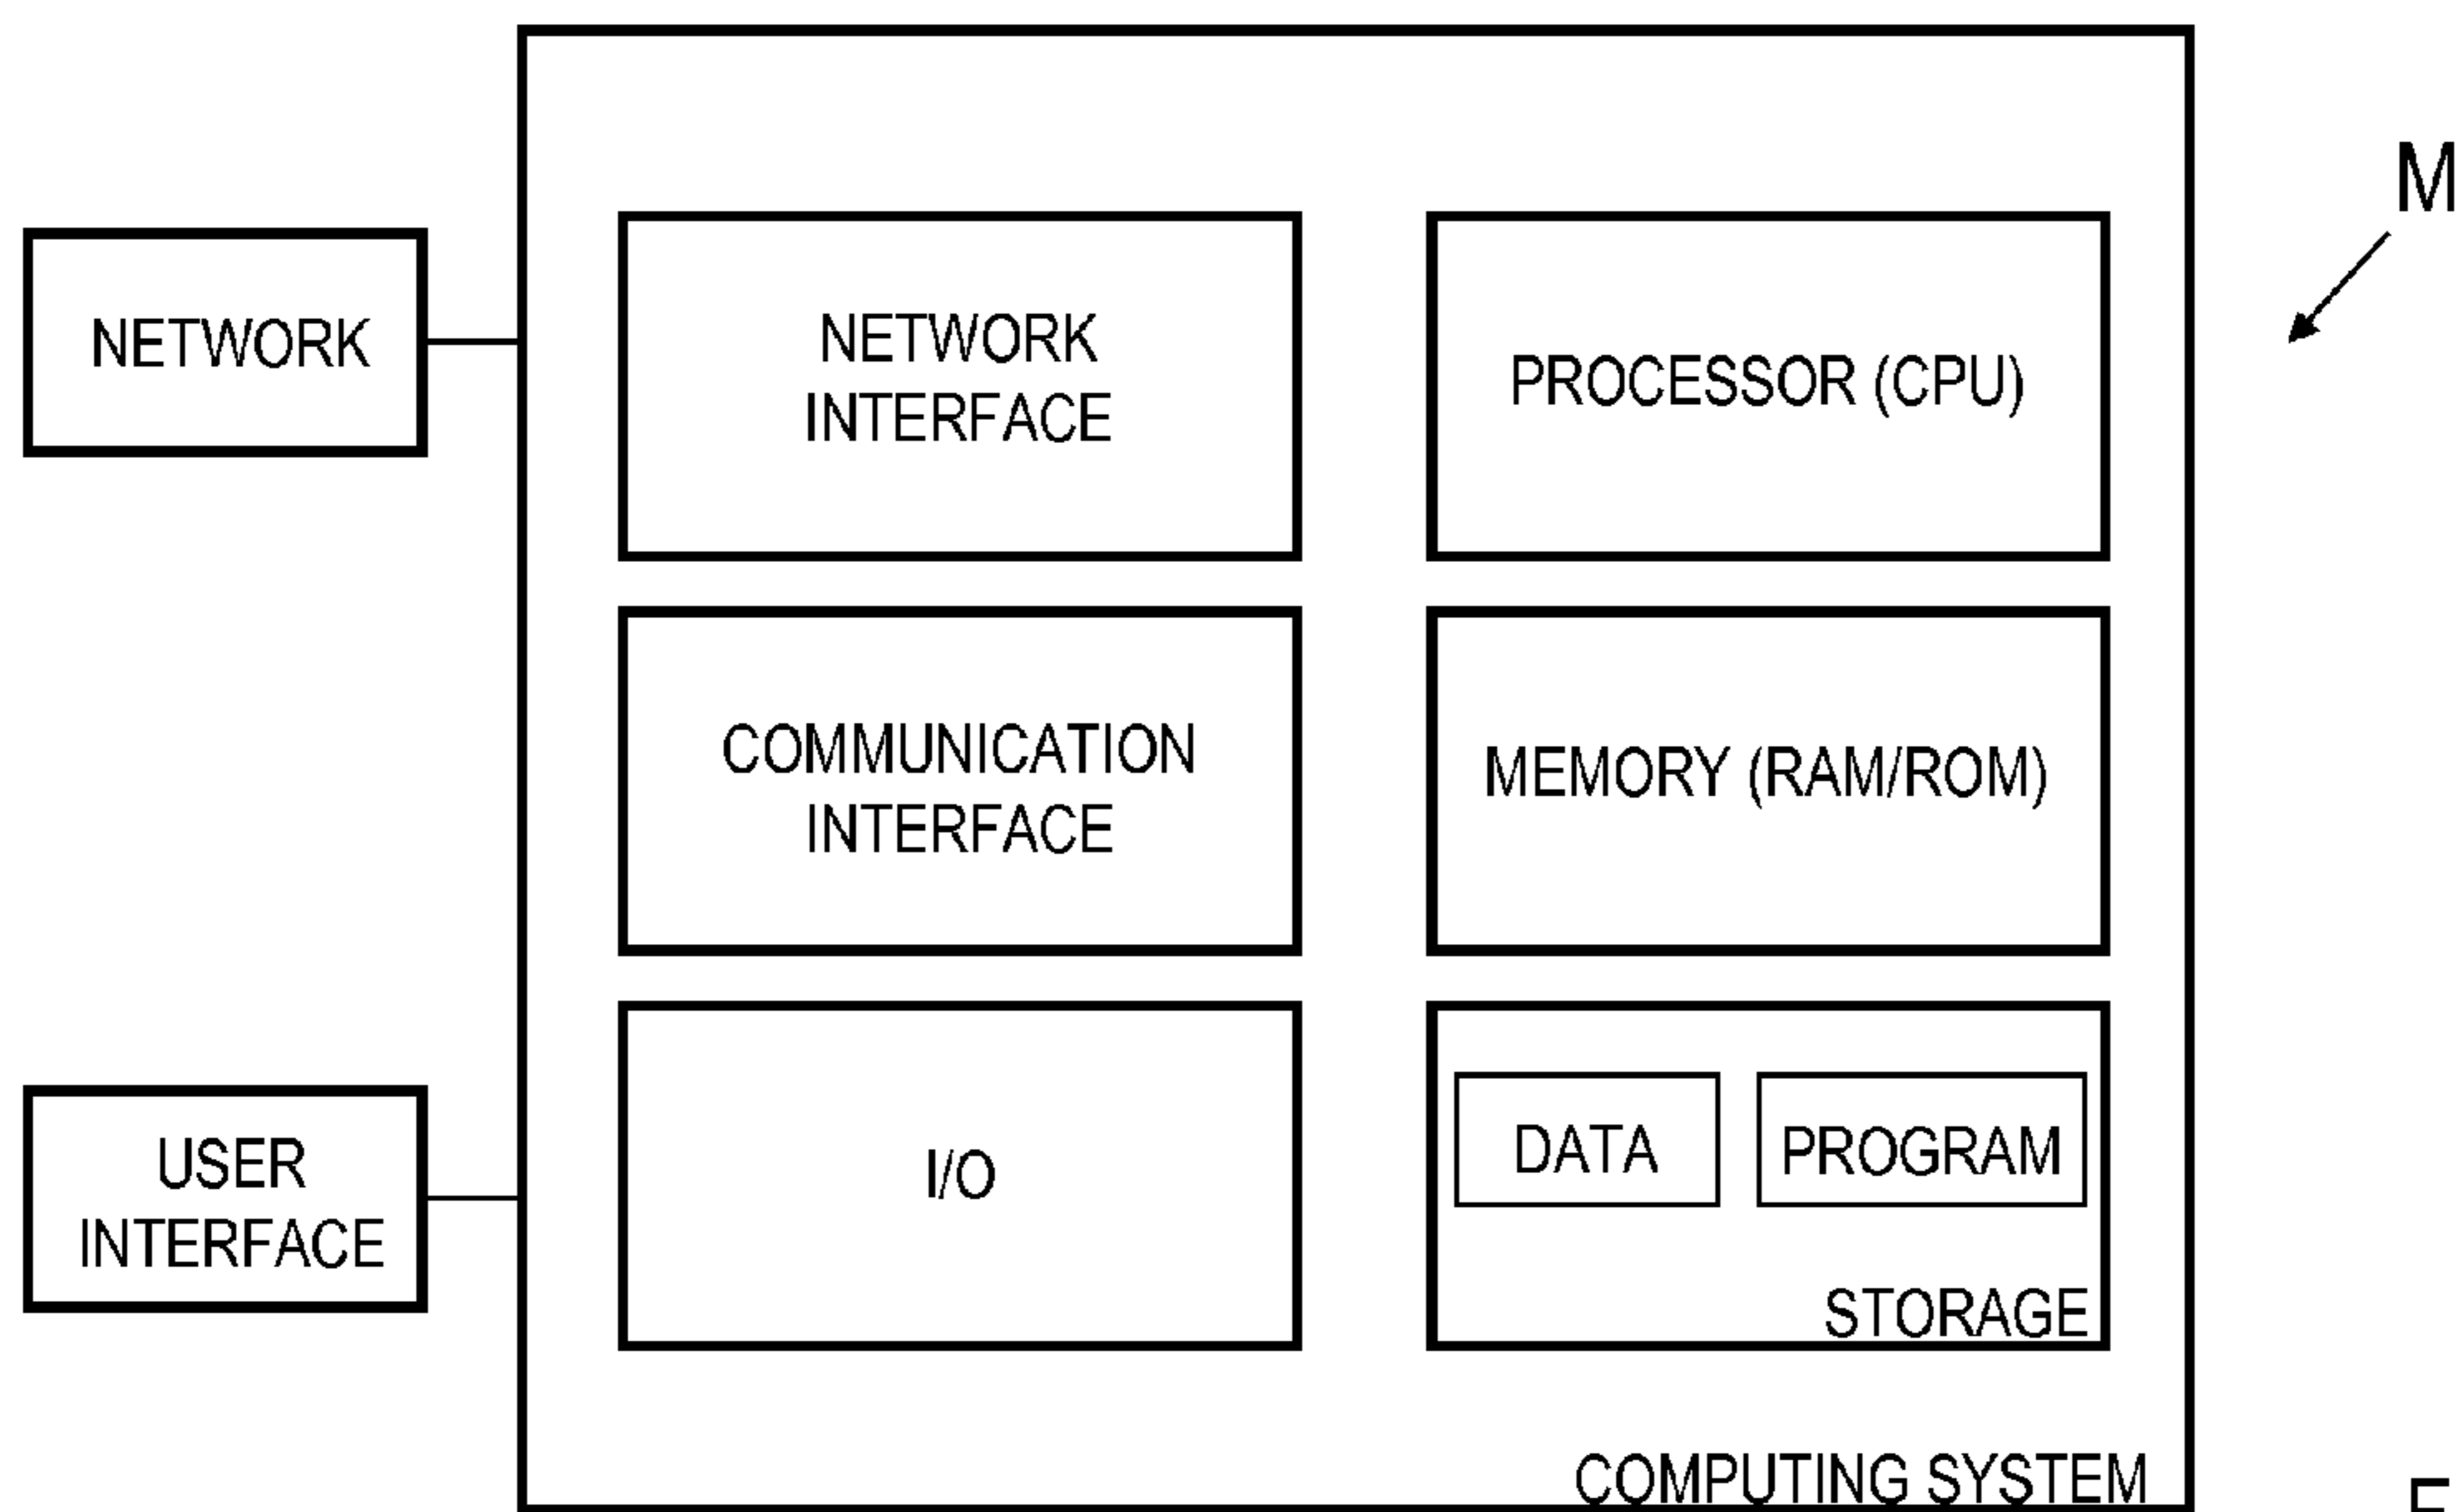 M
NETWORK
NETWORK
INTERFACE
PROCESSOR (CPU)
COMMUNICATION
INTERFACE
MEMORY (RAM/ROM)
USER
INTERFACE
I/O
DATA
PROGRAM
STORAGE
COMPUTING SYSTEM